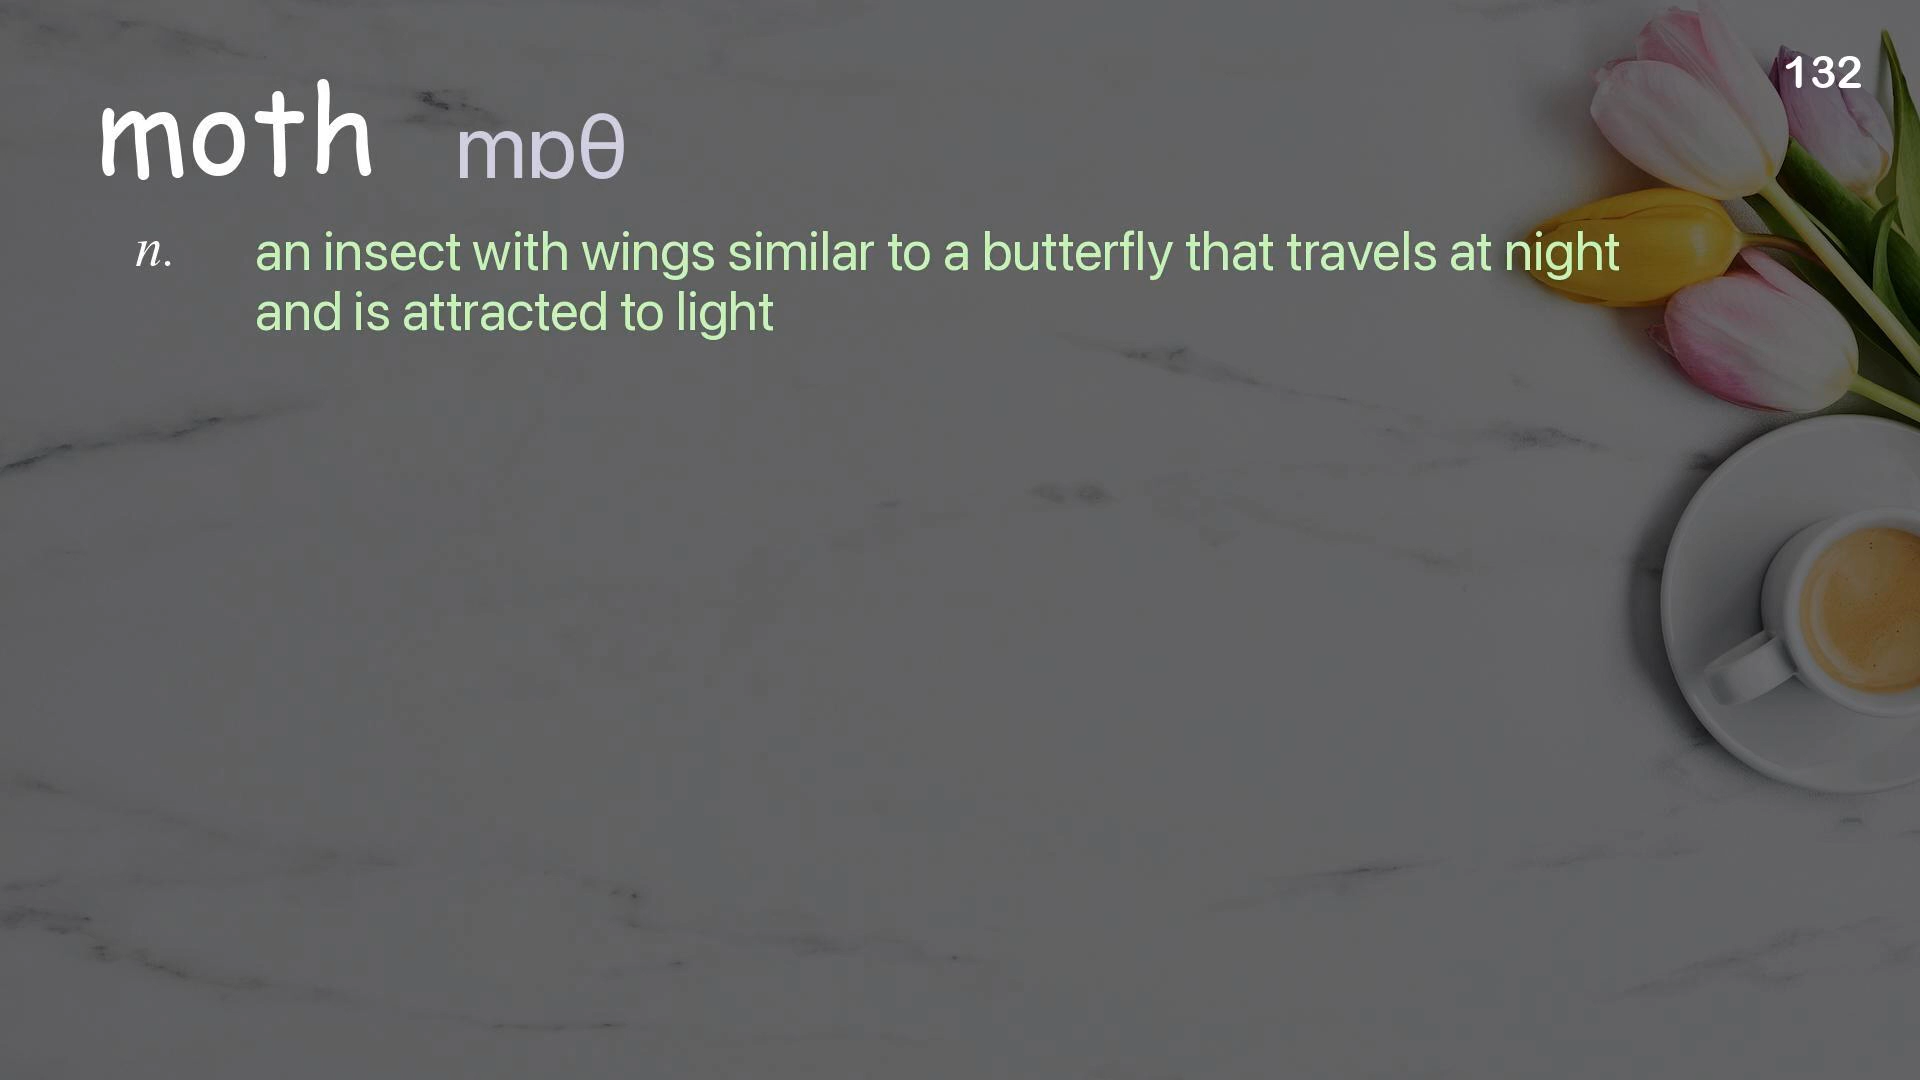 132
moth mɒθ
n. an insect with wings similar to a butterfly that travels at night
and is attracted to light